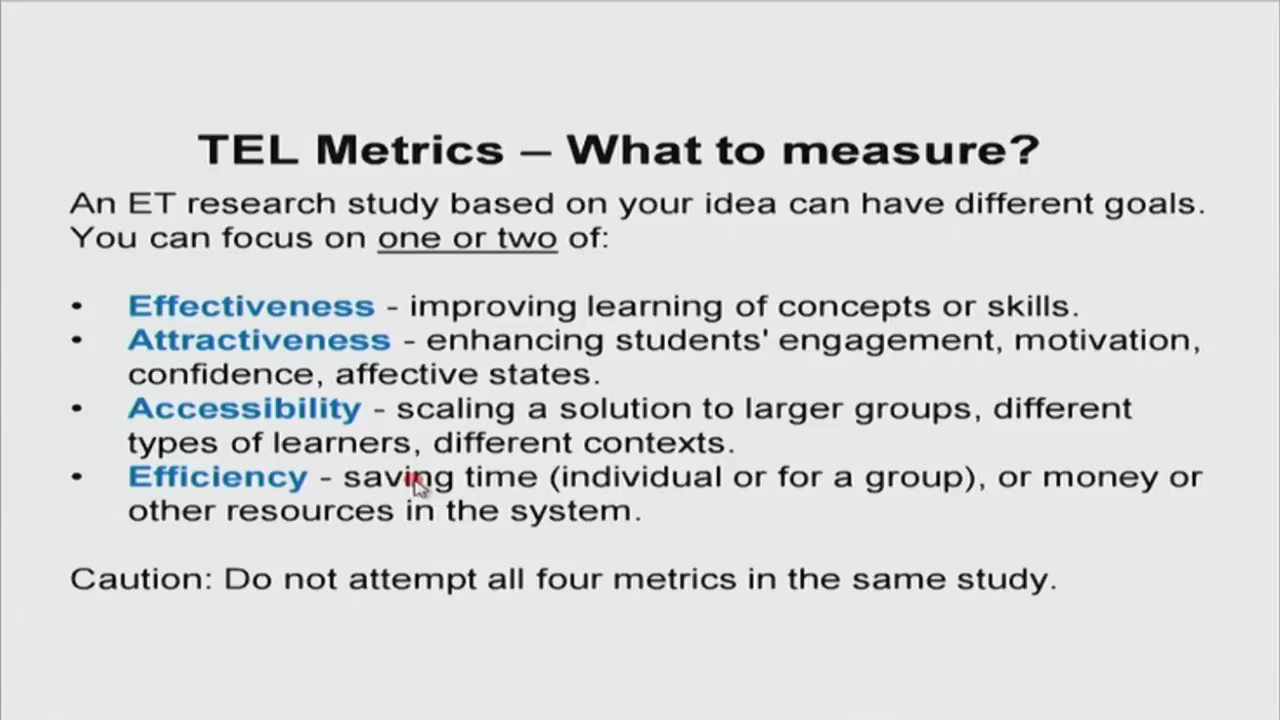 TEL Metrics – What to measure?
An ET research study based on your idea can have different goals.
You can focus on one or two of:
• Effectiveness - improving learning of concepts or skills.
• Attractiveness - enhancing students' engagement, motivation,
confidence, affective states.
• Accessibility - scaling a solution to larger groups, different
types of learners, different contexts.
• Efficiency - saving time (individual or for a group), or money or
other resources in the system.
Caution: Do not attempt all four metrics in the same study.